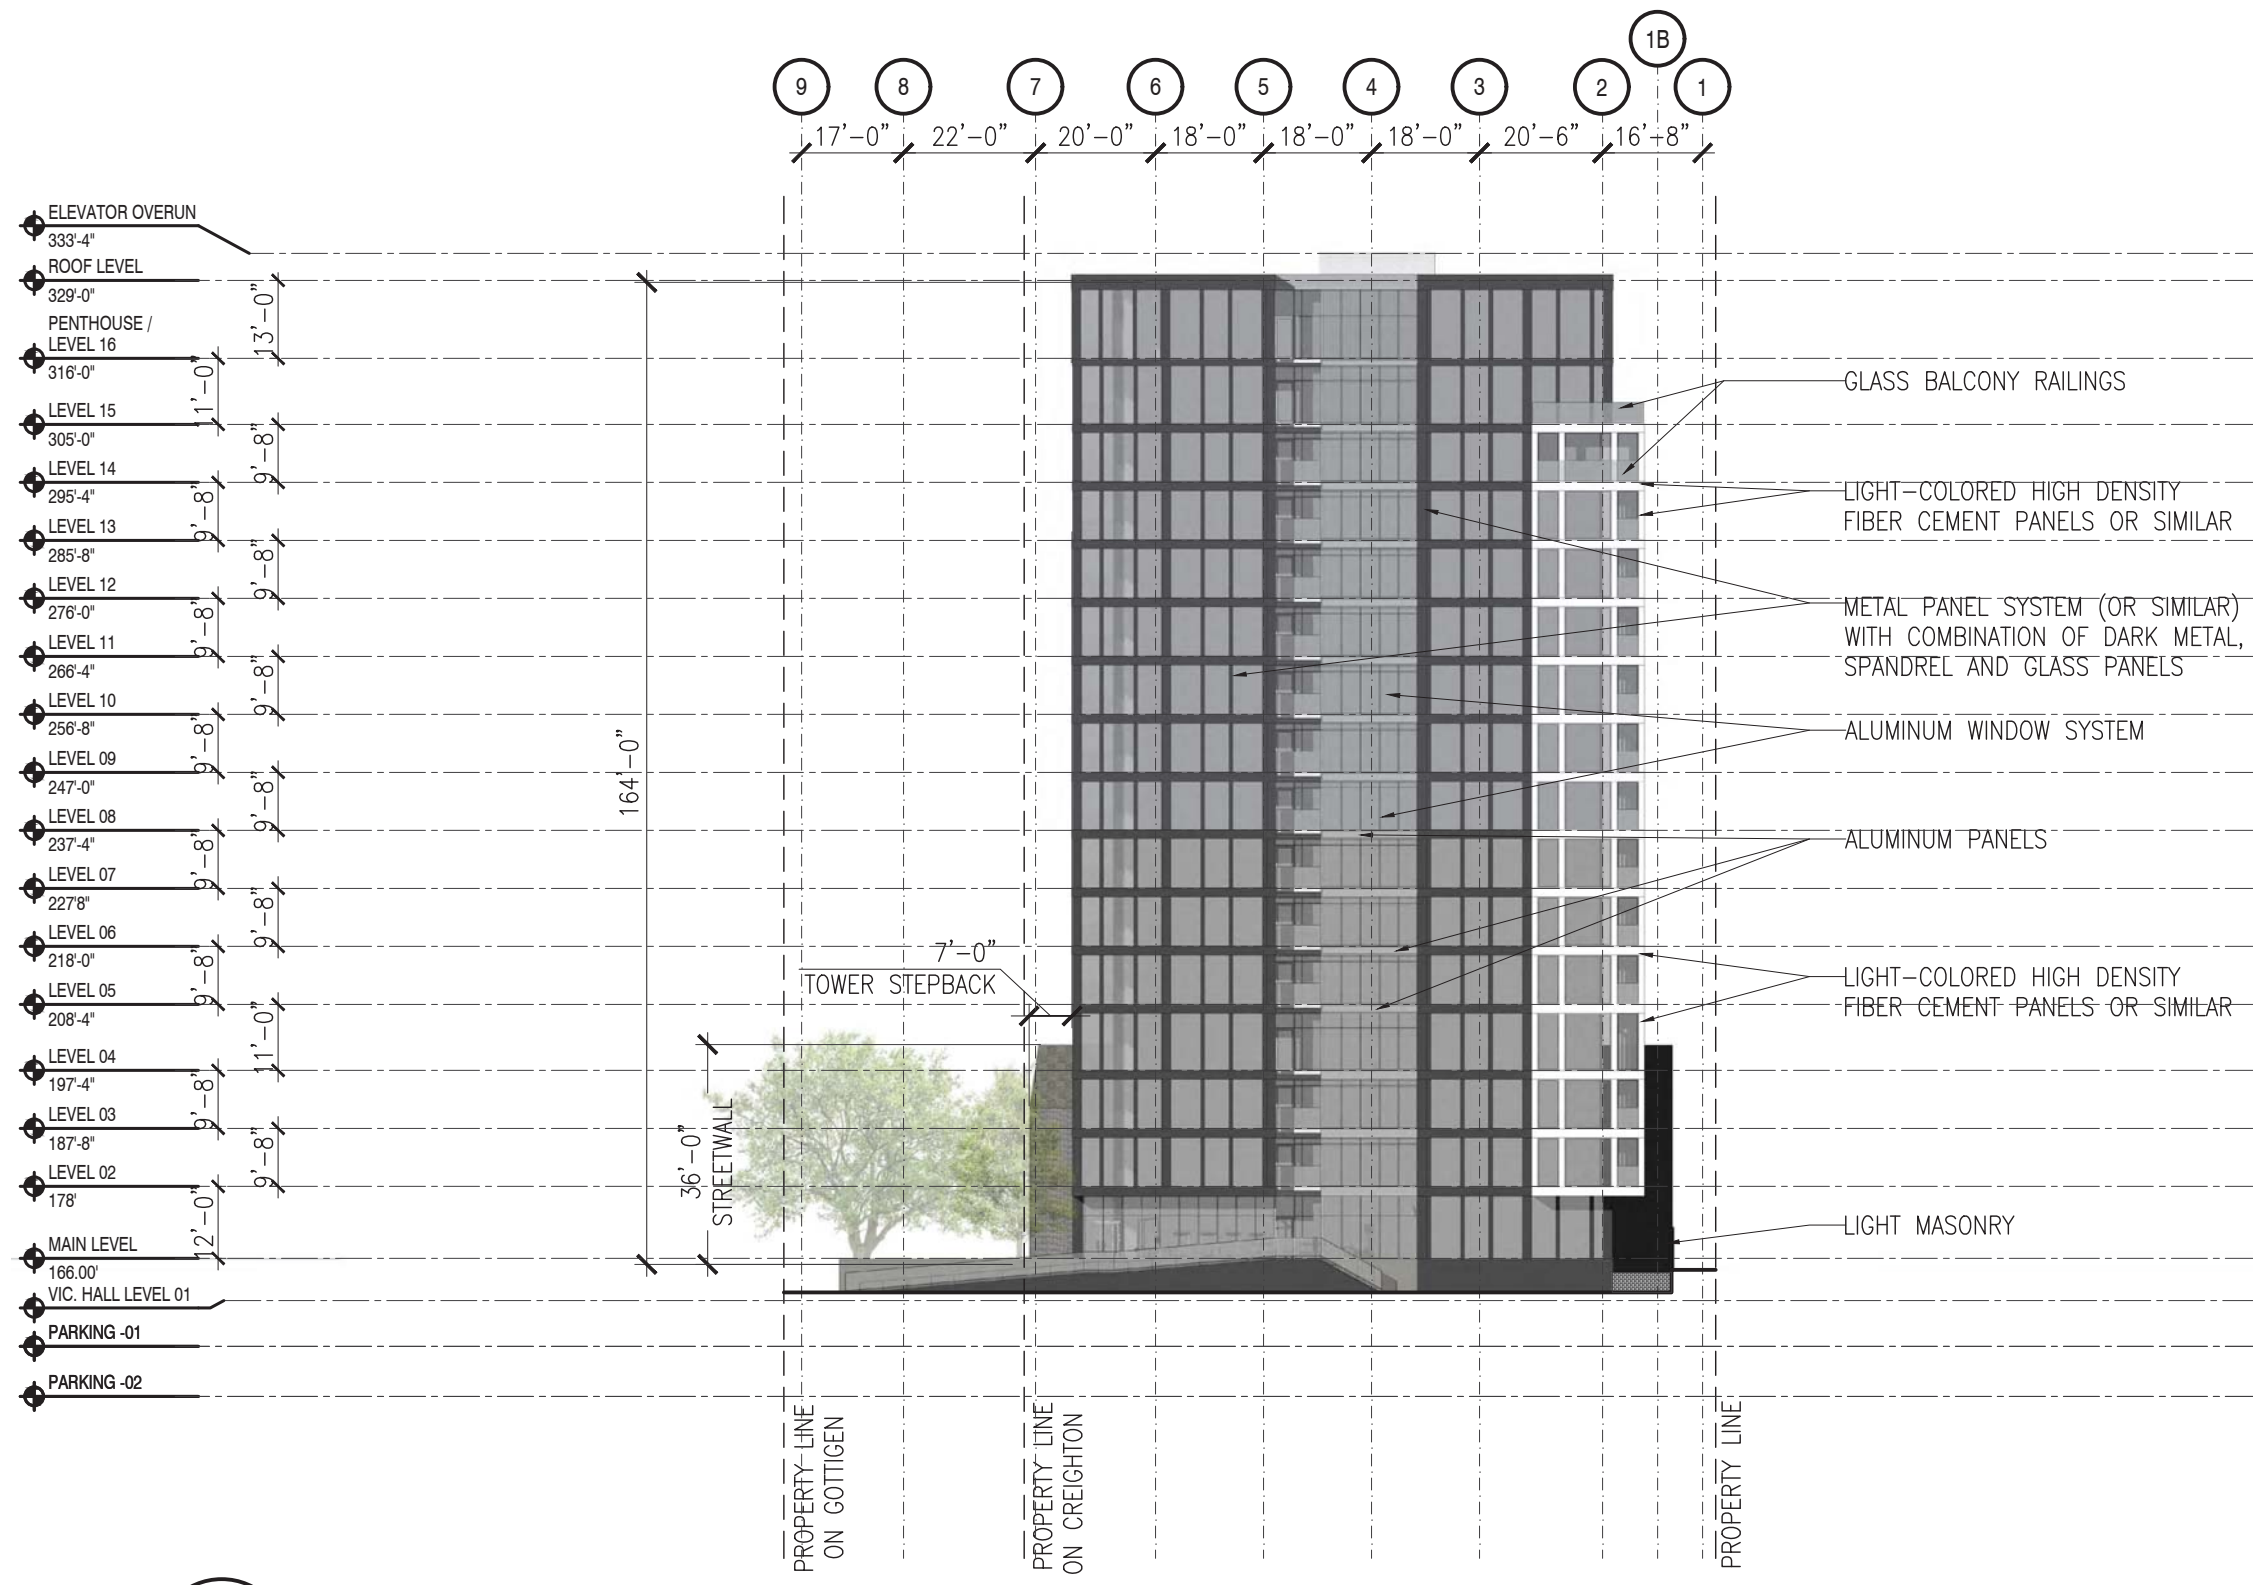 1B
9 8 7 6 5 4 3 2 1
17'-0" 22'-0" 20'-0" 18'-0" 18'-0" 18'-0" 20'-6" 16'-8"
ELEVATOR OVERUN
333'-4"
ROOF LEVEL
329'-0"
13'-0"
PENTHOUSE /
LEVEL 16
316'-0"
11'-0"
LEVEL 15
305'-0"
9'-8"
LEVEL 14
295'-4"
9'-8"
LEVEL 13
285'-8"
9'-8"
LEVEL 12
276'-0"
9'-8"
LEVEL 11
266'-4"
9'-8"
LEVEL 10
256'-8"
9'-8"
LEVEL 09
247'-0"
9'-8"
LEVEL 08
237'-4"
9'-8"
LEVEL 07
227'8"
9'-8"
LEVEL 06
218'-0"
9'-8"
LEVEL 05
208'-4"
11'-0"
LEVEL 04
197'-4"
9'-8"
LEVEL 03
187'-8"
9'-8"
LEVEL 02
178'
12'-0"
MAIN LEVEL
166.00'
VIC. HALL LEVEL 01
PARKING -01
PARKING -02
164'-0"
7'-0"
TOWER STEPBACK
36'-0"
STREETWALL
GLASS BALCONY RAILINGS
LIGHT-COLORED HIGH DENSITY
FIBER CEMENT PANELS OR SIMILAR
METAL PANEL SYSTEM (OR SIMILAR)
WITH COMBINATION OF DARK METAL,
SPANDREL AND GLASS PANELS
ALUMINUM WINDOW SYSTEM
ALUMINUM PANELS
LIGHT-COLORED HIGH DENSITY
FIBER CEMENT PANELS OR SIMILAR
LIGHT MASONRY
PROPERTY LINE
ON GOTTIGEN
PROPERTY LINE
ON CREIGHTON
PROPERTY LINE